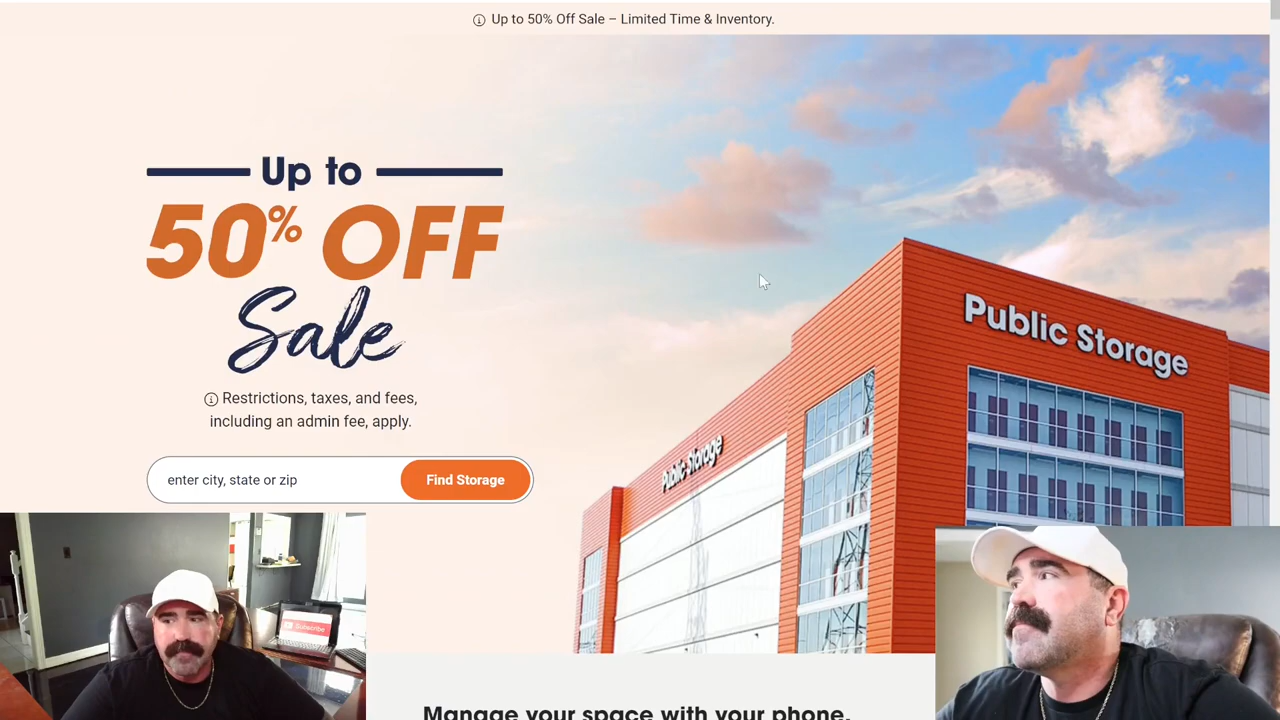 ⓘ Up to 50% Off Sale – Limited Time & Inventory.
Up to
50% OFF
Sale
ⓘ Restrictions, taxes, and fees,
including an admin fee, apply.
enter city, state or zip
Find Storage
Public Storage
Public Storage
Subscribe
Manage your space with your phone.